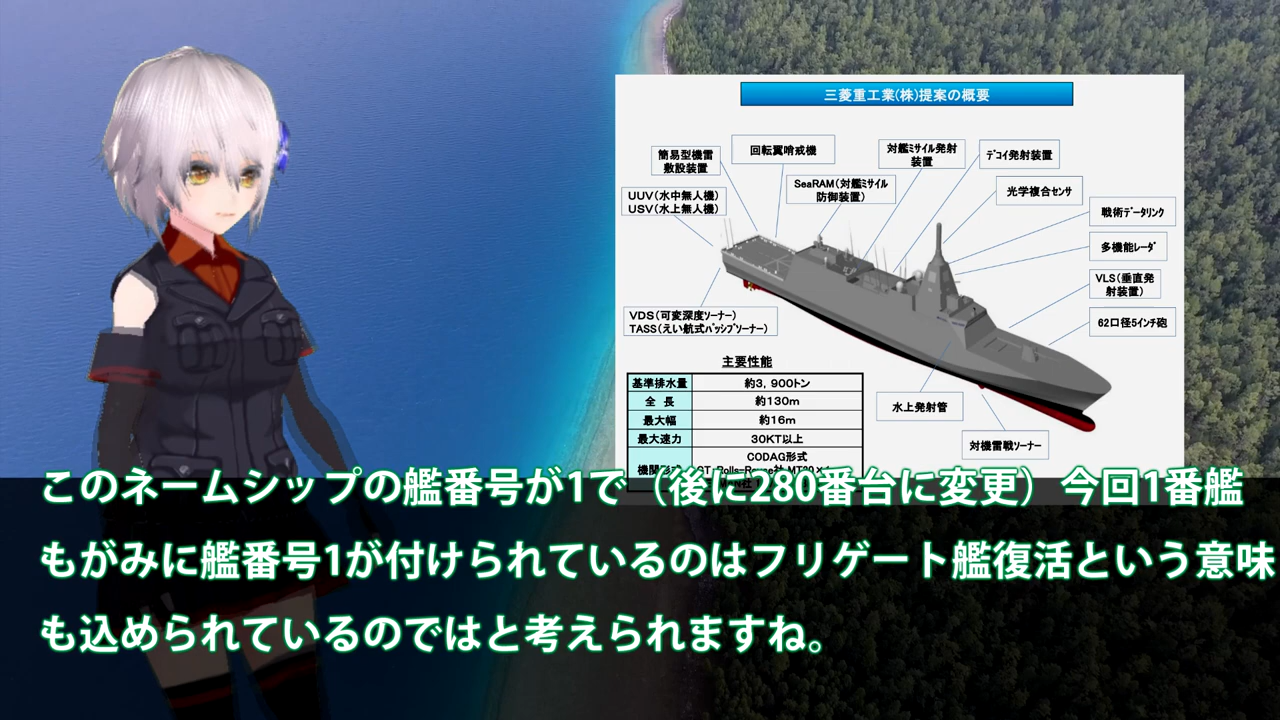 三菱重工業(株)提案の概要
簡易型機雷
敷設装置
回転翼哨戒機
対艦ミサイル発射
装置
デコイ発射装置
UUV(水中無人機)
USV(水上無人機)
SeaRAM(対艦ミサイル
防御装置)
光学複合センサ
戦術データリンク
多機能レーダ
VLS(垂直発
射装置)
62口径5インチ砲
VDS(可変深度ソーナー)
TASS(えい航式パッシブソーナー)
水上発射管
対機雷戦ソーナー
主要性能
基準排水量 約3,900トン
全 長 約130m
最大幅 約16m
最大速力 30KT以上
機関形式 CODAG形式
GT:Rolls-Royce社 MT30×
このネームシップの艦番号が1で(後に280番台に変更)今回1番艦
もがみに艦番号1が付けられているのはフリゲート艦復活という意味
も込められているのではと考えられますね。